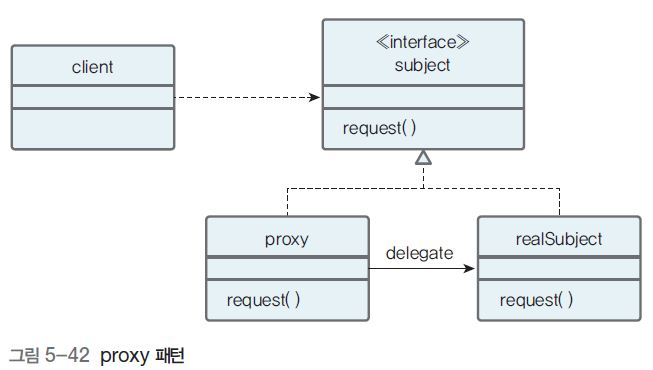 client
≪interface≫
subject
request( )
proxy
request( )
delegate
realSubject
request( )
그림 5-42 proxy 패턴